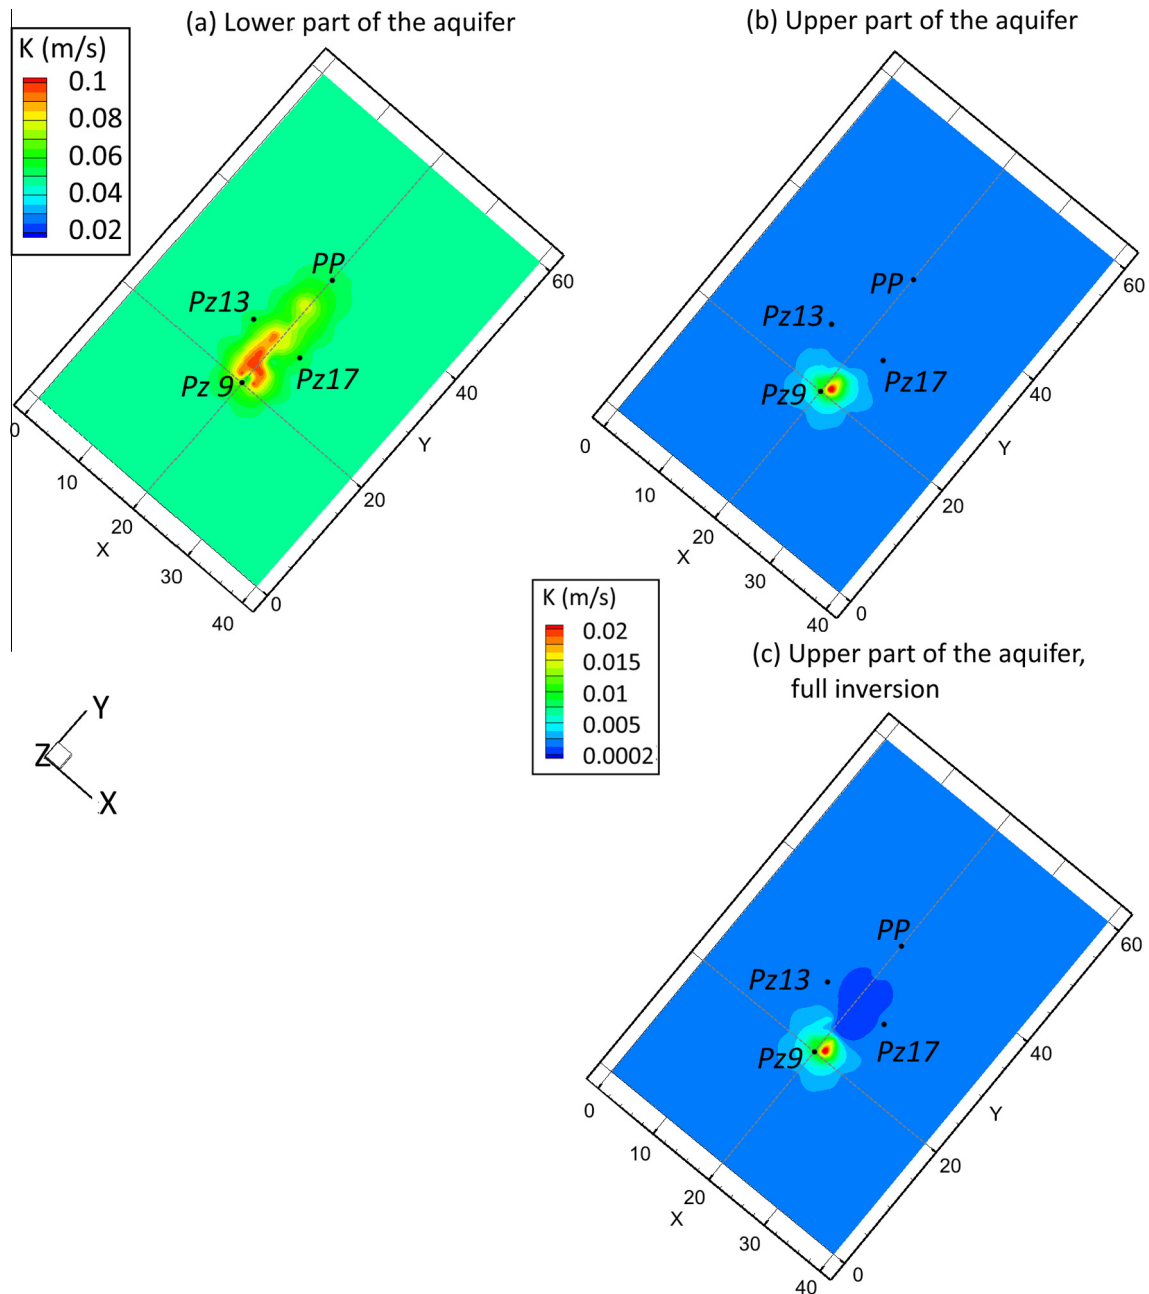 (a) Lower part of the aquifer
K (m/s)
0.1
0.08
0.06
0.04
0.02
PP
Pz13
Pz 9
Pz17
0
10
20
30
40
X
0
20
40
60
Y
(b) Upper part of the aquifer
PP
Pz13
Pz9
Pz17
0
10
20
30
40
X
0
20
40
60
Y
K (m/s)
0.02
0.015
0.01
0.005
0.0002
(c) Upper part of the aquifer,
full inversion
PP
Pz13
Pz9
Pz17
0
10
20
30
40
X
0
20
40
60
Y
Y
Z
X